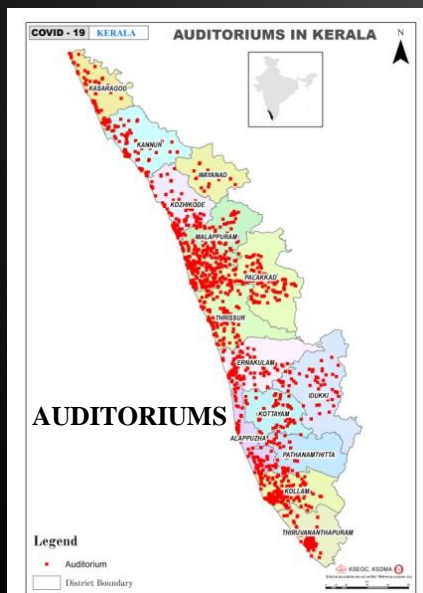 COVID - 19 KERALA
AUDITORIUMS IN KERALA
N
KASARAGOD
KANNUR
WAYANAD
KOZHIKODE
MALAPPURAM
PALAKKAD
THRISSUR
ERNAKULAM
IDUKKI
AUDITORIUMS
KOTTAYAM
ALAPPUZHA
PATHANAMTHITTA
KOLLAM
THIRUVANANTHAPURAM
Legend
Auditorium
District Boundary
KSEOC, KSDMA